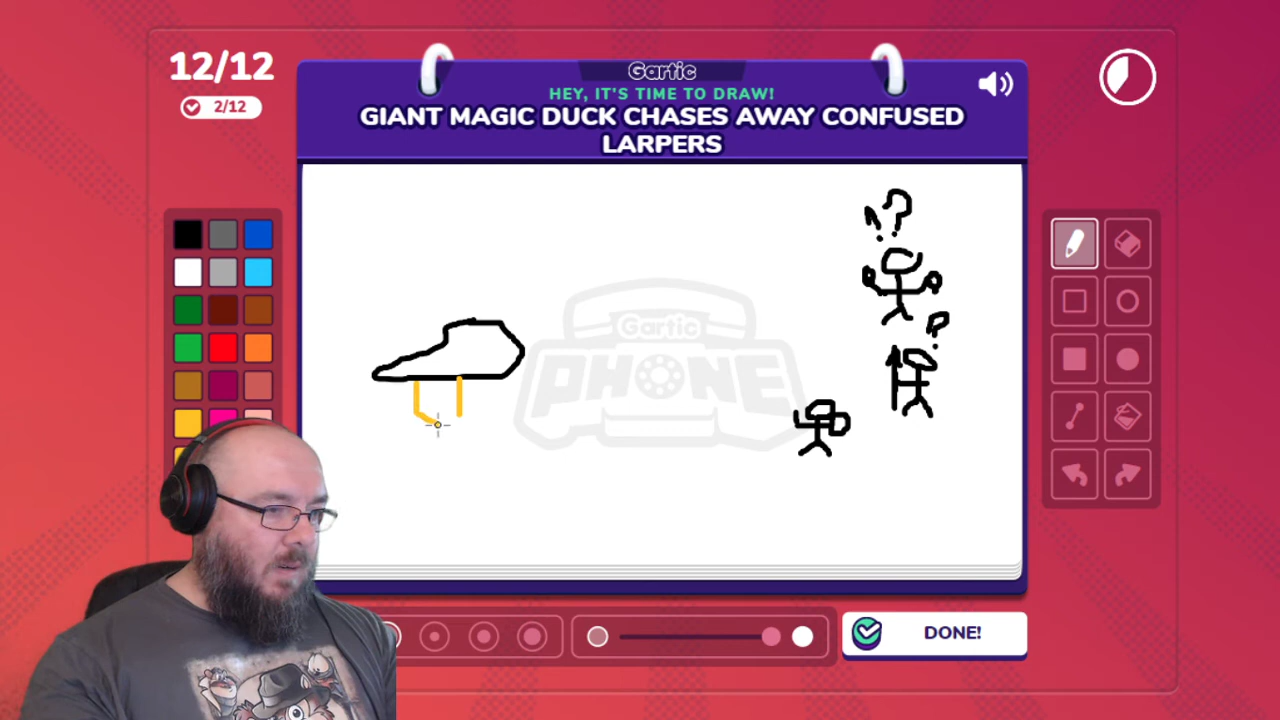 12/12
2/12
Gartic
HEY, IT'S TIME TO DRAW!
GIANT MAGIC DUCK CHASES AWAY CONFUSED
LARPERS
??
?
Gartic
PHONE
DONE!